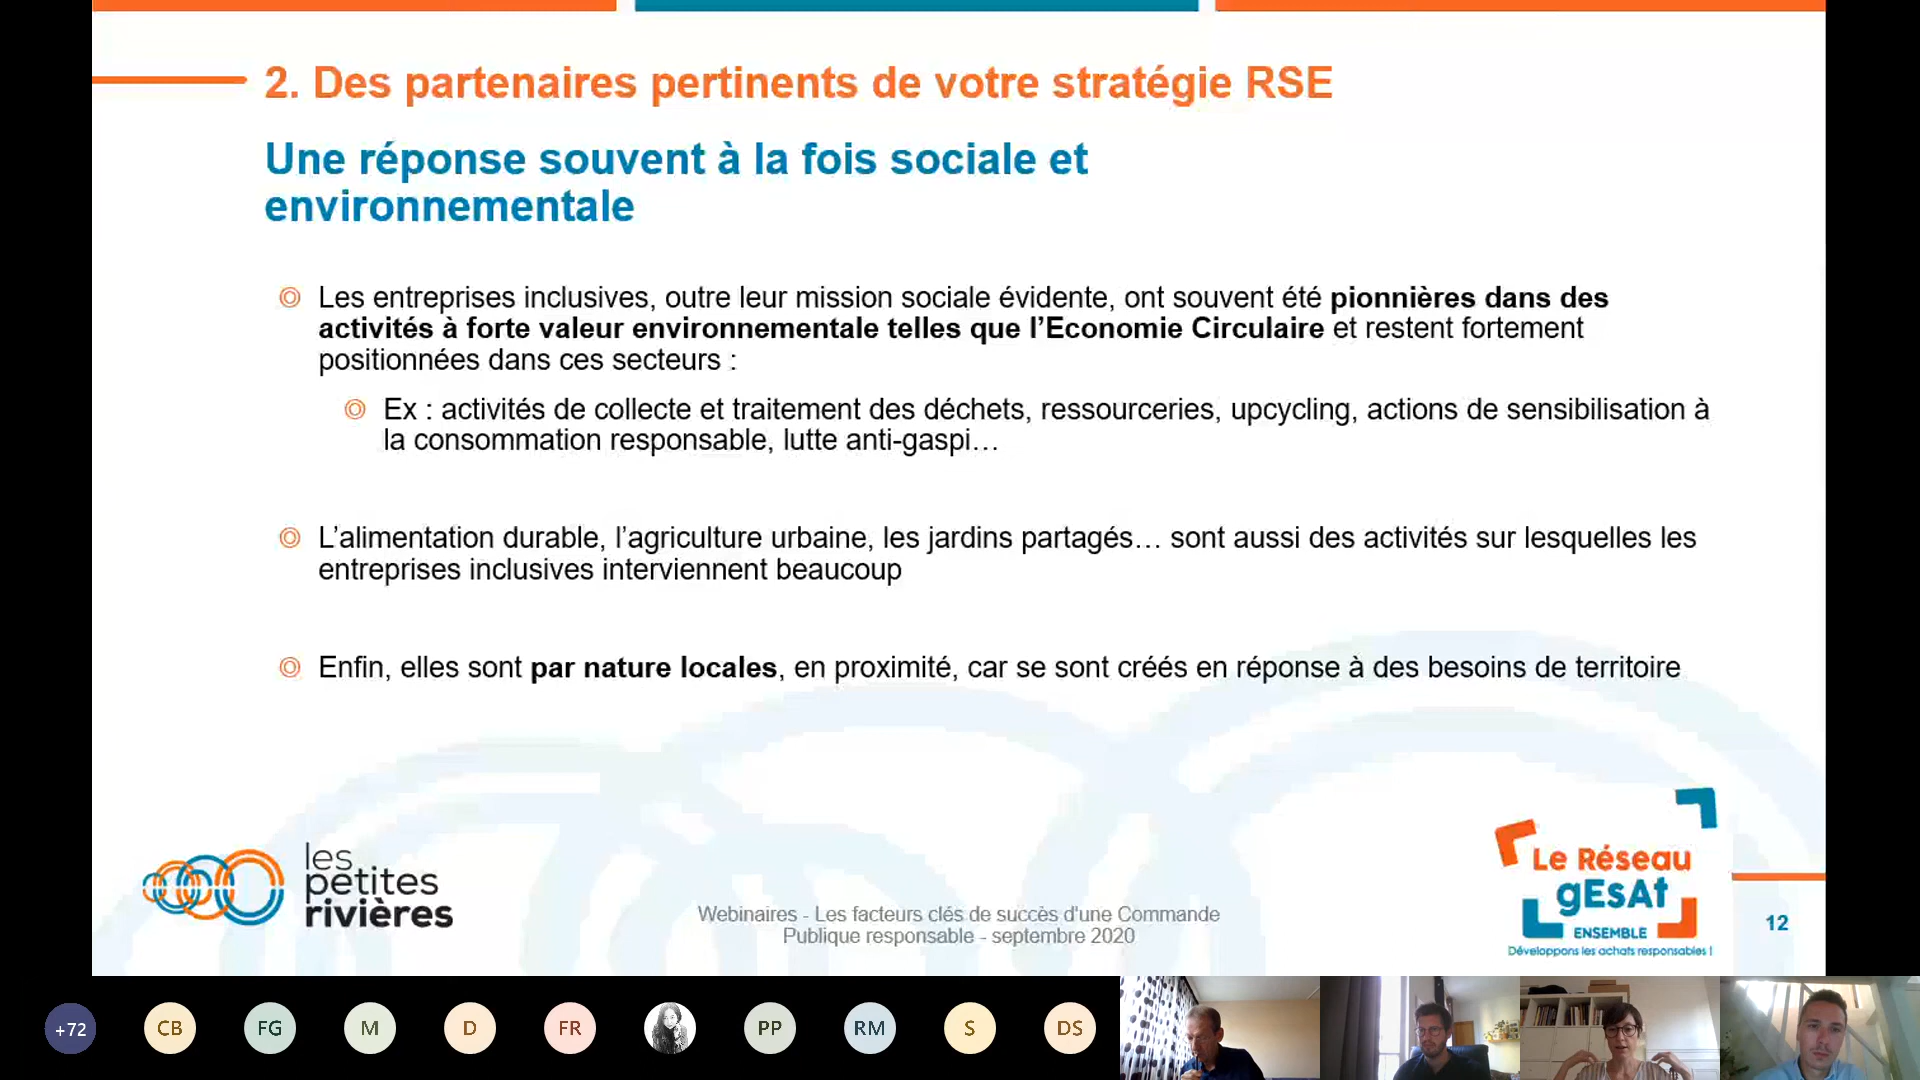 2. Des partenaires pertinents de votre stratégie RSE
Une réponse souvent à la fois sociale et
environnementale
Les entreprises inclusives, outre leur mission sociale évidente, ont souvent été pionnières dans des
activités à forte valeur environnementale telles que l’Economie Circulaire et restent fortement
positionnées dans ces secteurs :
Ex : activités de collecte et traitement des déchets, ressourceries, upcycling, actions de sensibilisation à
la consommation responsable, lutte anti-gaspi…
L’alimentation durable, l’agriculture urbaine, les jardins partagés… sont aussi des activités sur lesquelles les
entreprises inclusives interviennent beaucoup
Enfin, elles sont par nature locales, en proximité, car se sont créés en réponse à des besoins de territoire
les
petites
rivières
Webinaires - Les facteurs clés de succès d'une Commande
Publique responsable - septembre 2020
Le Réseau
gEsAt
ENSEMBLE
Développons les achats responsables !
12
+72
CB
FG
M
D
FR
PP
RM
S
DS